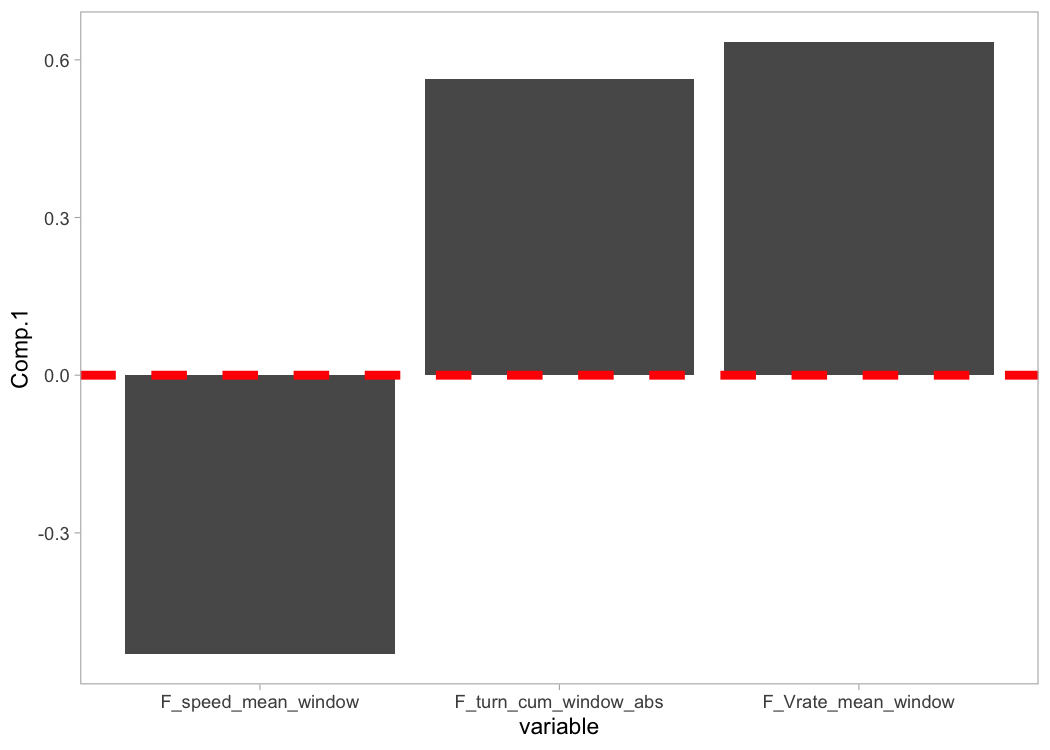 Comp.1
0.6
0.3
0.0
-0.3
F_speed_mean_window
F_turn_cum_window_abs
F_Vrate_mean_window
variable